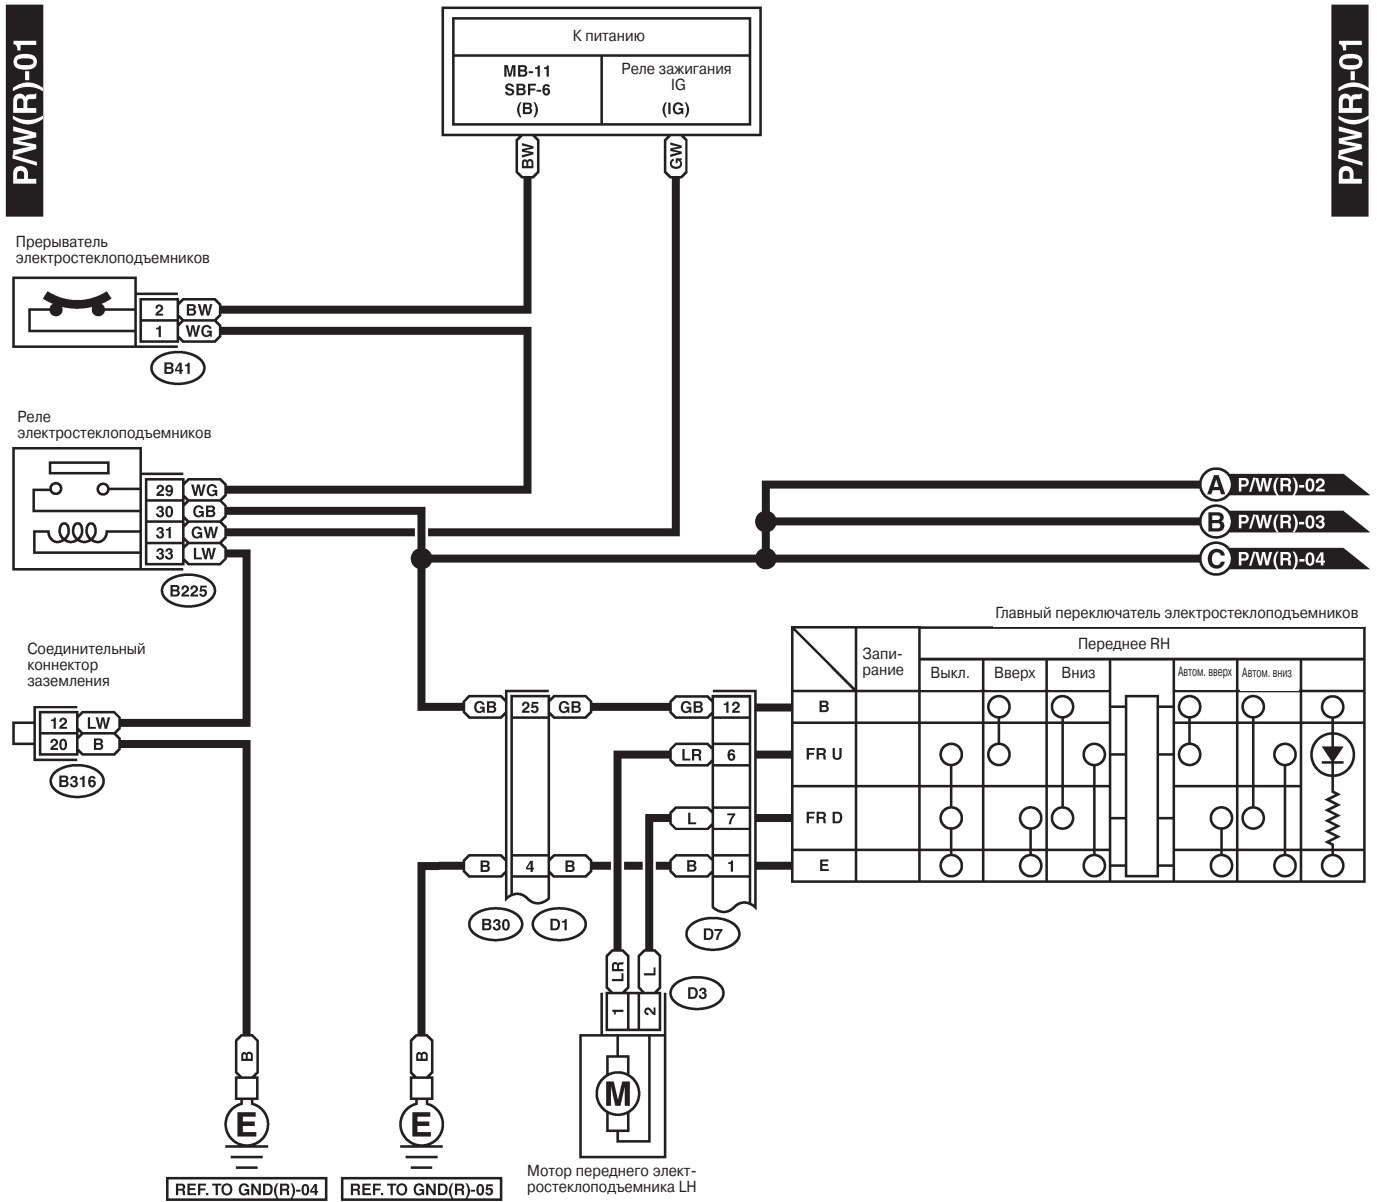 P/W(R)-01
P/W(R)-01
К питанию
MB-11
SBF-6
(B)
Реле зажигания
IG
(IG)
BW
GW
Прерыватель
электростеклоподъемников
2 BW
1 WG
B41
Реле
электростеклоподъемников
29 WG
30 GB
31 GW
33 LW
B225
A P/W(R)-02
B P/W(R)-03
C P/W(R)-04
Соединительный
коннектор
заземления
12 LW
20 B
B316
Главный переключатель электростеклоподъемников
Запи-
рание
Переднее RH
Выкл. Вверх Вниз Автом. вверх Автом. вниз
GB 25 GB GB 12 B
LR 6 FR U
L 7 FR D
B 4 B B 1 E
B30 D1 D7
LR L
D3
1 2
B B
M
E E
REF. TO GND(R)-04 REF. TO GND(R)-05
Мотор переднего элект-
ростеклоподъемника LH